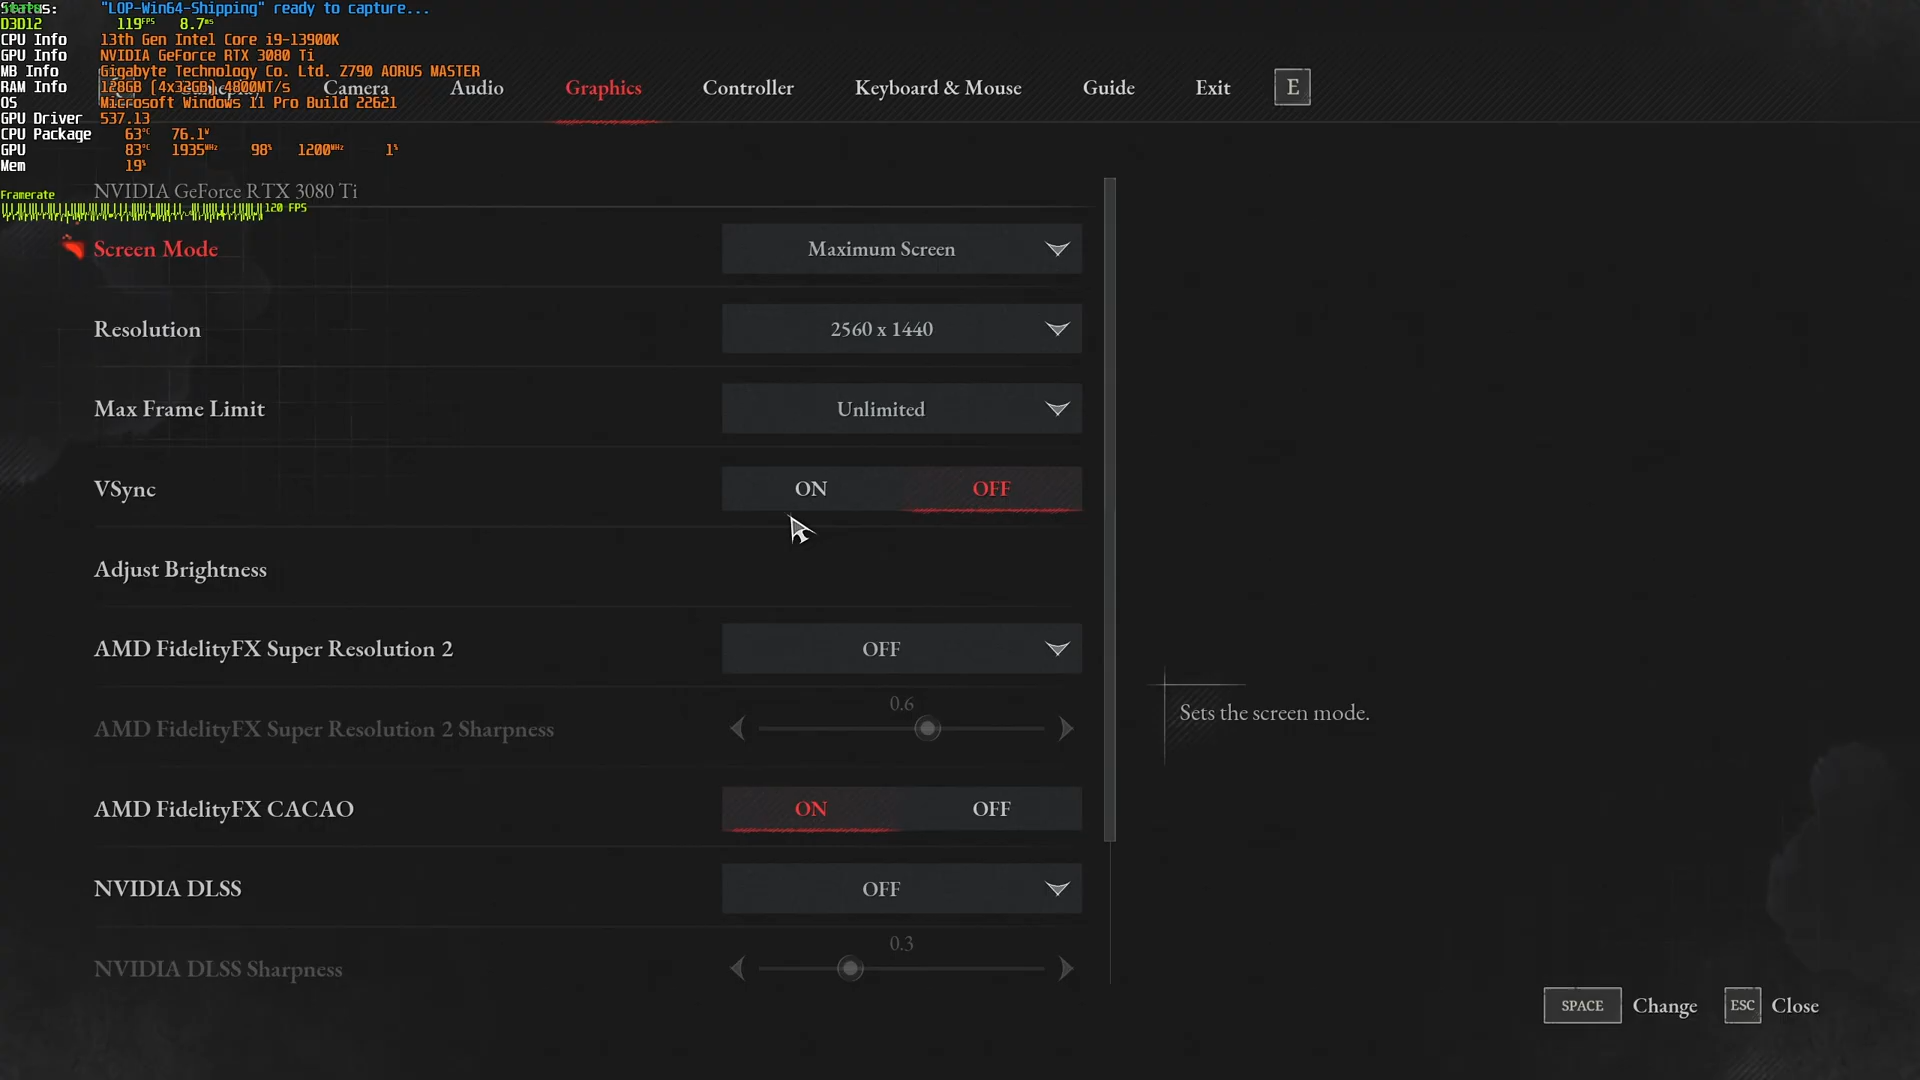 Status: "LOP-Win64-Shipping" ready to capture...
D3D12 119FPS 8.7ms
CPU Info 13th Gen Intel Core i9-13900K
GPU Info NVIDIA GeForce RTX 3080 Ti
MB Info Gigabyte Technology Co. Ltd. Z790 AORUS MASTER
RAM Info 128GB [4x32GB] 4800MT/s
OS Microsoft Windows 11 Pro Build 22621
GPU Driver 537.13
CPU Package 63°C 76.1W
GPU 83°C 1935MHz 98% 1200MHz 1%
Mem 19%
Camera Audio Graphics Controller Keyboard & Mouse Guide Exit E
NVIDIA GeForce RTX 3080 Ti
Framerate
120 FPS
Screen Mode Maximum Screen
Resolution 2560 x 1440
Max Frame Limit Unlimited
VSync ON OFF
Adjust Brightness
AMD FidelityFX Super Resolution 2 OFF
AMD FidelityFX Super Resolution 2 Sharpness 0.6
Sets the screen mode.
AMD FidelityFX CACAO ON OFF
NVIDIA DLSS OFF
NVIDIA DLSS Sharpness 0.3
SPACE Change ESC Close